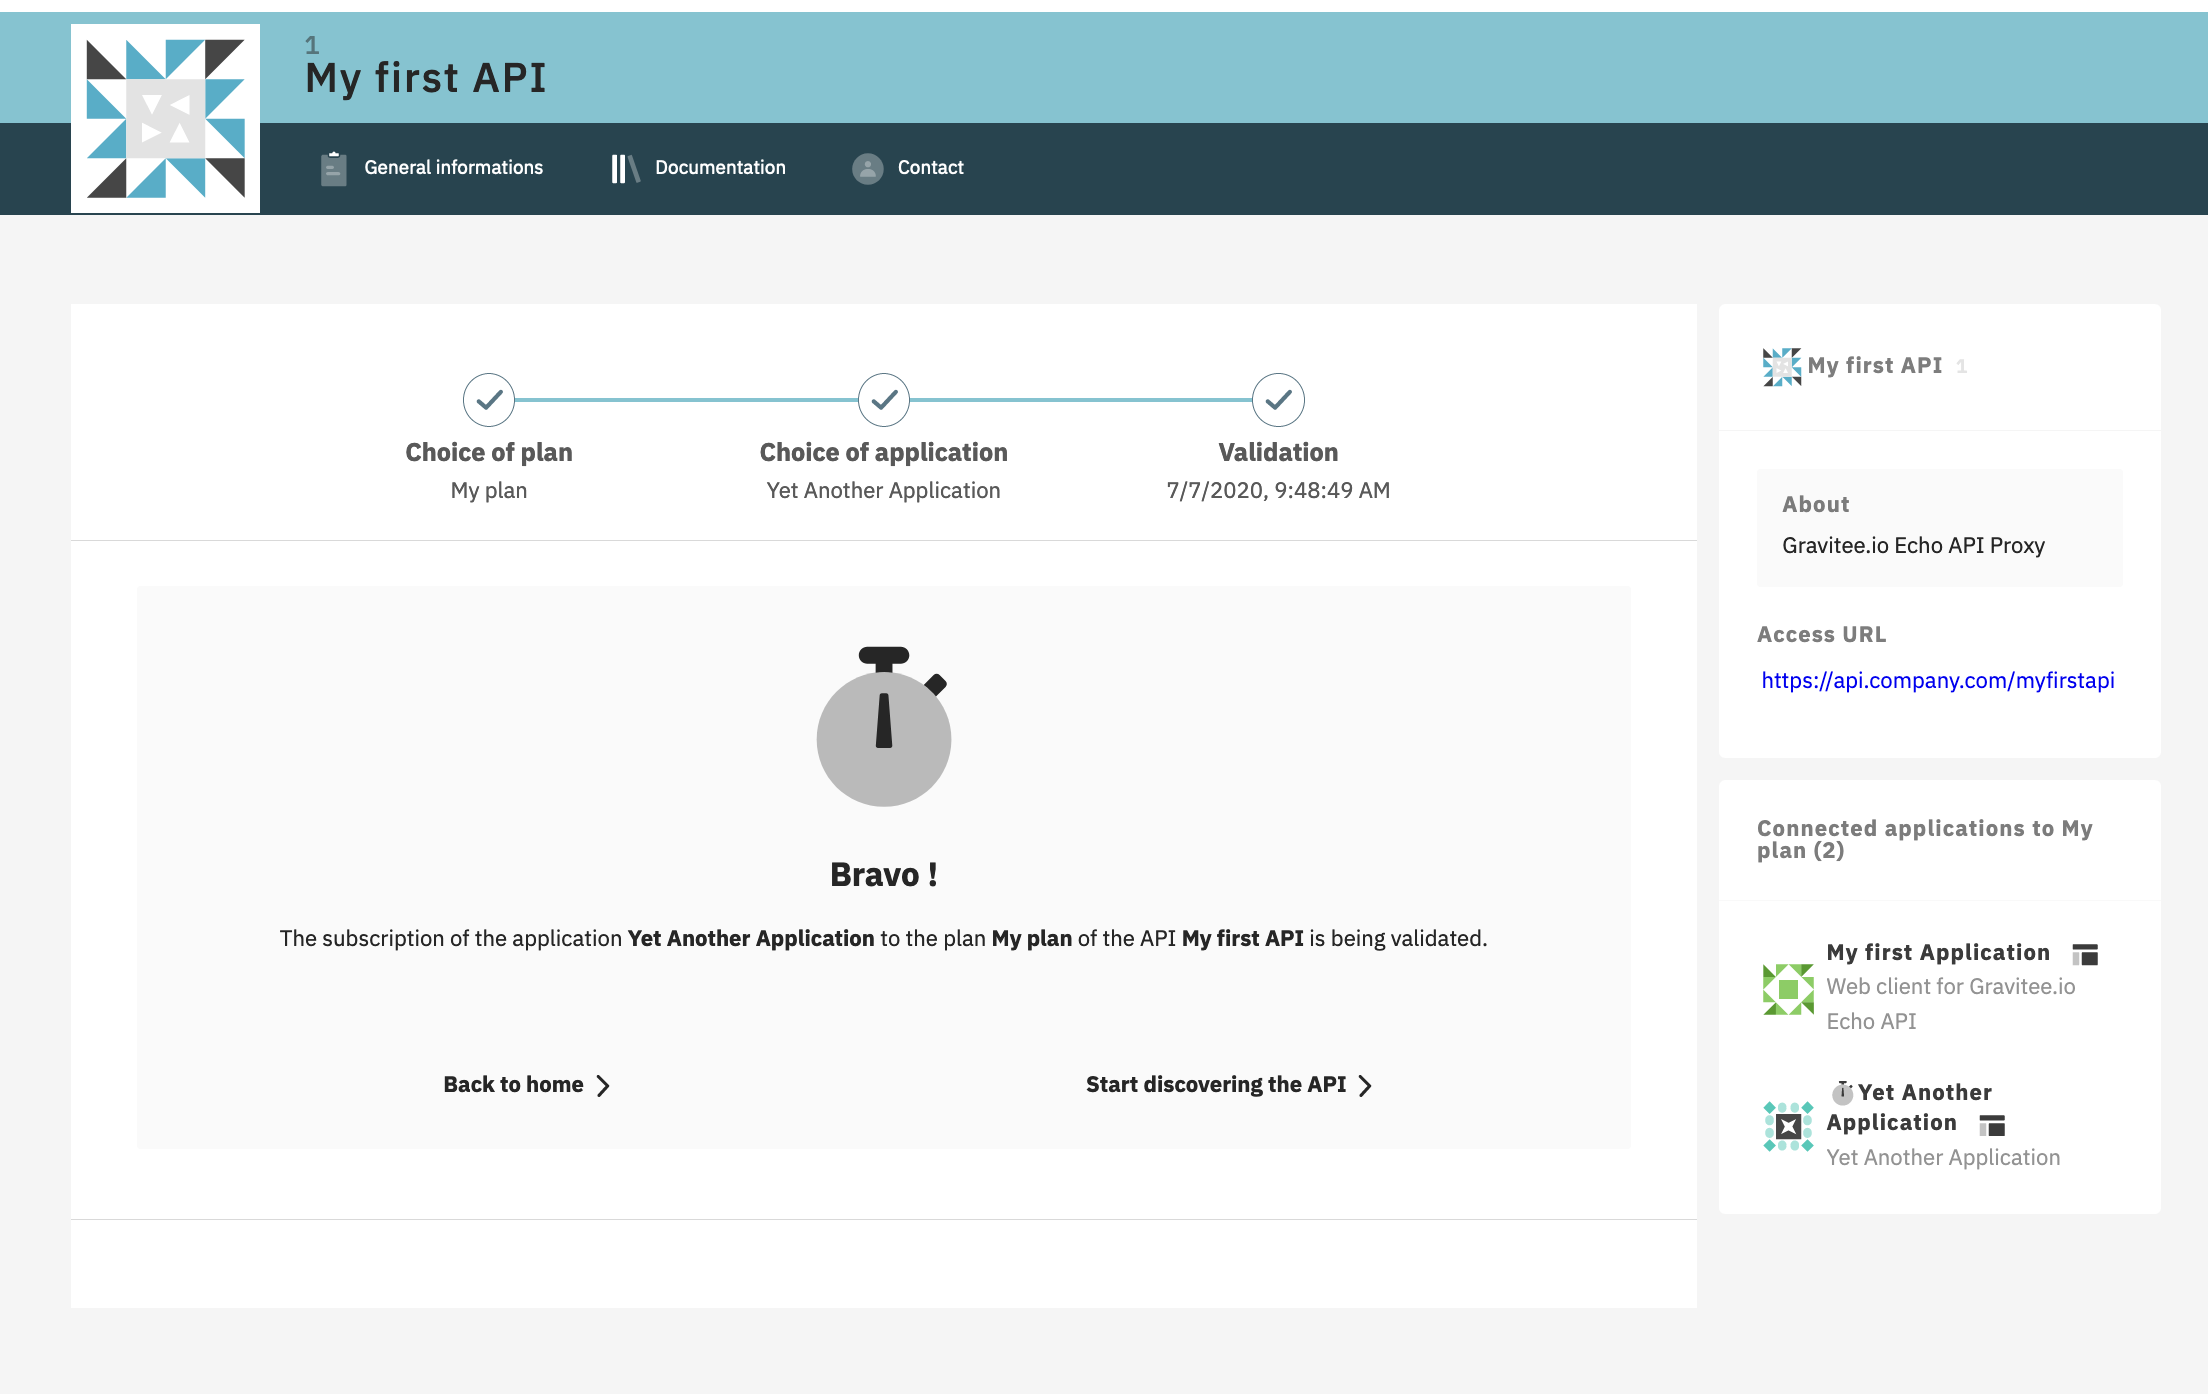 1
My first API
General informations
Documentation
Contact
Choice of plan
My plan
Choice of application
Yet Another Application
Validation
7/7/2020, 9:48:49 AM
Bravo !
The subscription of the application Yet Another Application to the plan My plan of the API My first API is being validated.
Back to home
Start discovering the API
My first API 1
About
Gravitee.io Echo API Proxy
Access URL
https://api.company.com/myfirstapi
Connected applications to My
plan (2)
My first Application
Web client for Gravitee.io
Echo API
Yet Another
Application
Yet Another Application